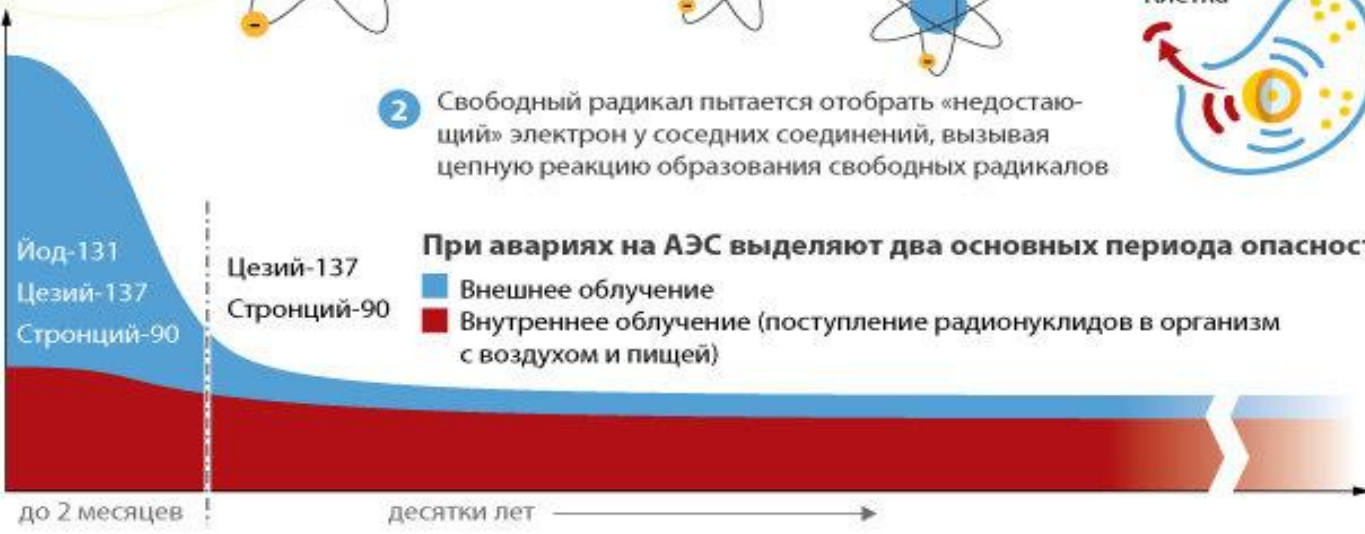 клетка
2
Свободный радикал пытается отобрать «недостаю-
щий» электрон у соседних соединений, вызывая
цепную реакцию образования свободных радикалов
При авариях на АЭС выделяют два основных периода
Внешнее облучение
Внутреннее облучение (поступление радионуклидов в организм
с воздухом и пищей)
Йод-131
Цезий-137
Стронций-90
Цезий-137
Стронций-90
до 2 месяцев
десятки лет